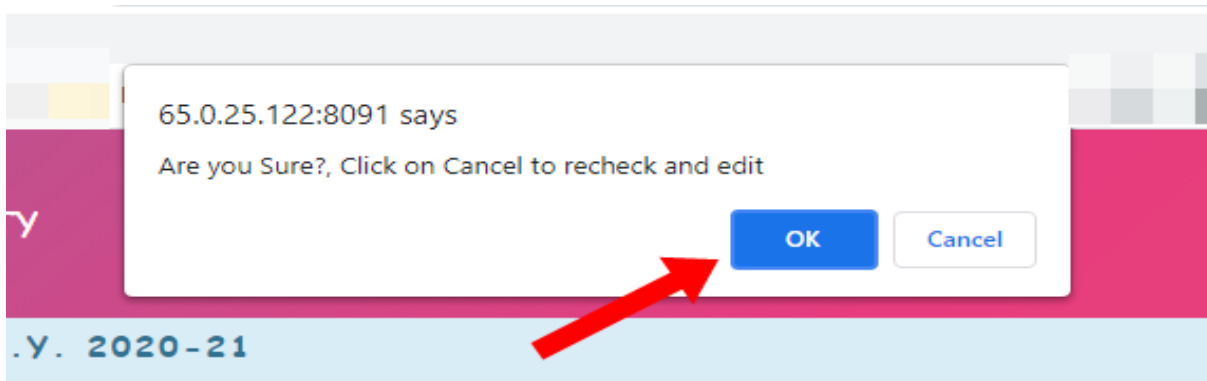 65.0.25.122:8091 says
Are you Sure?, Click on Cancel to recheck and edit
OK
Cancel
.Y. 2020-21